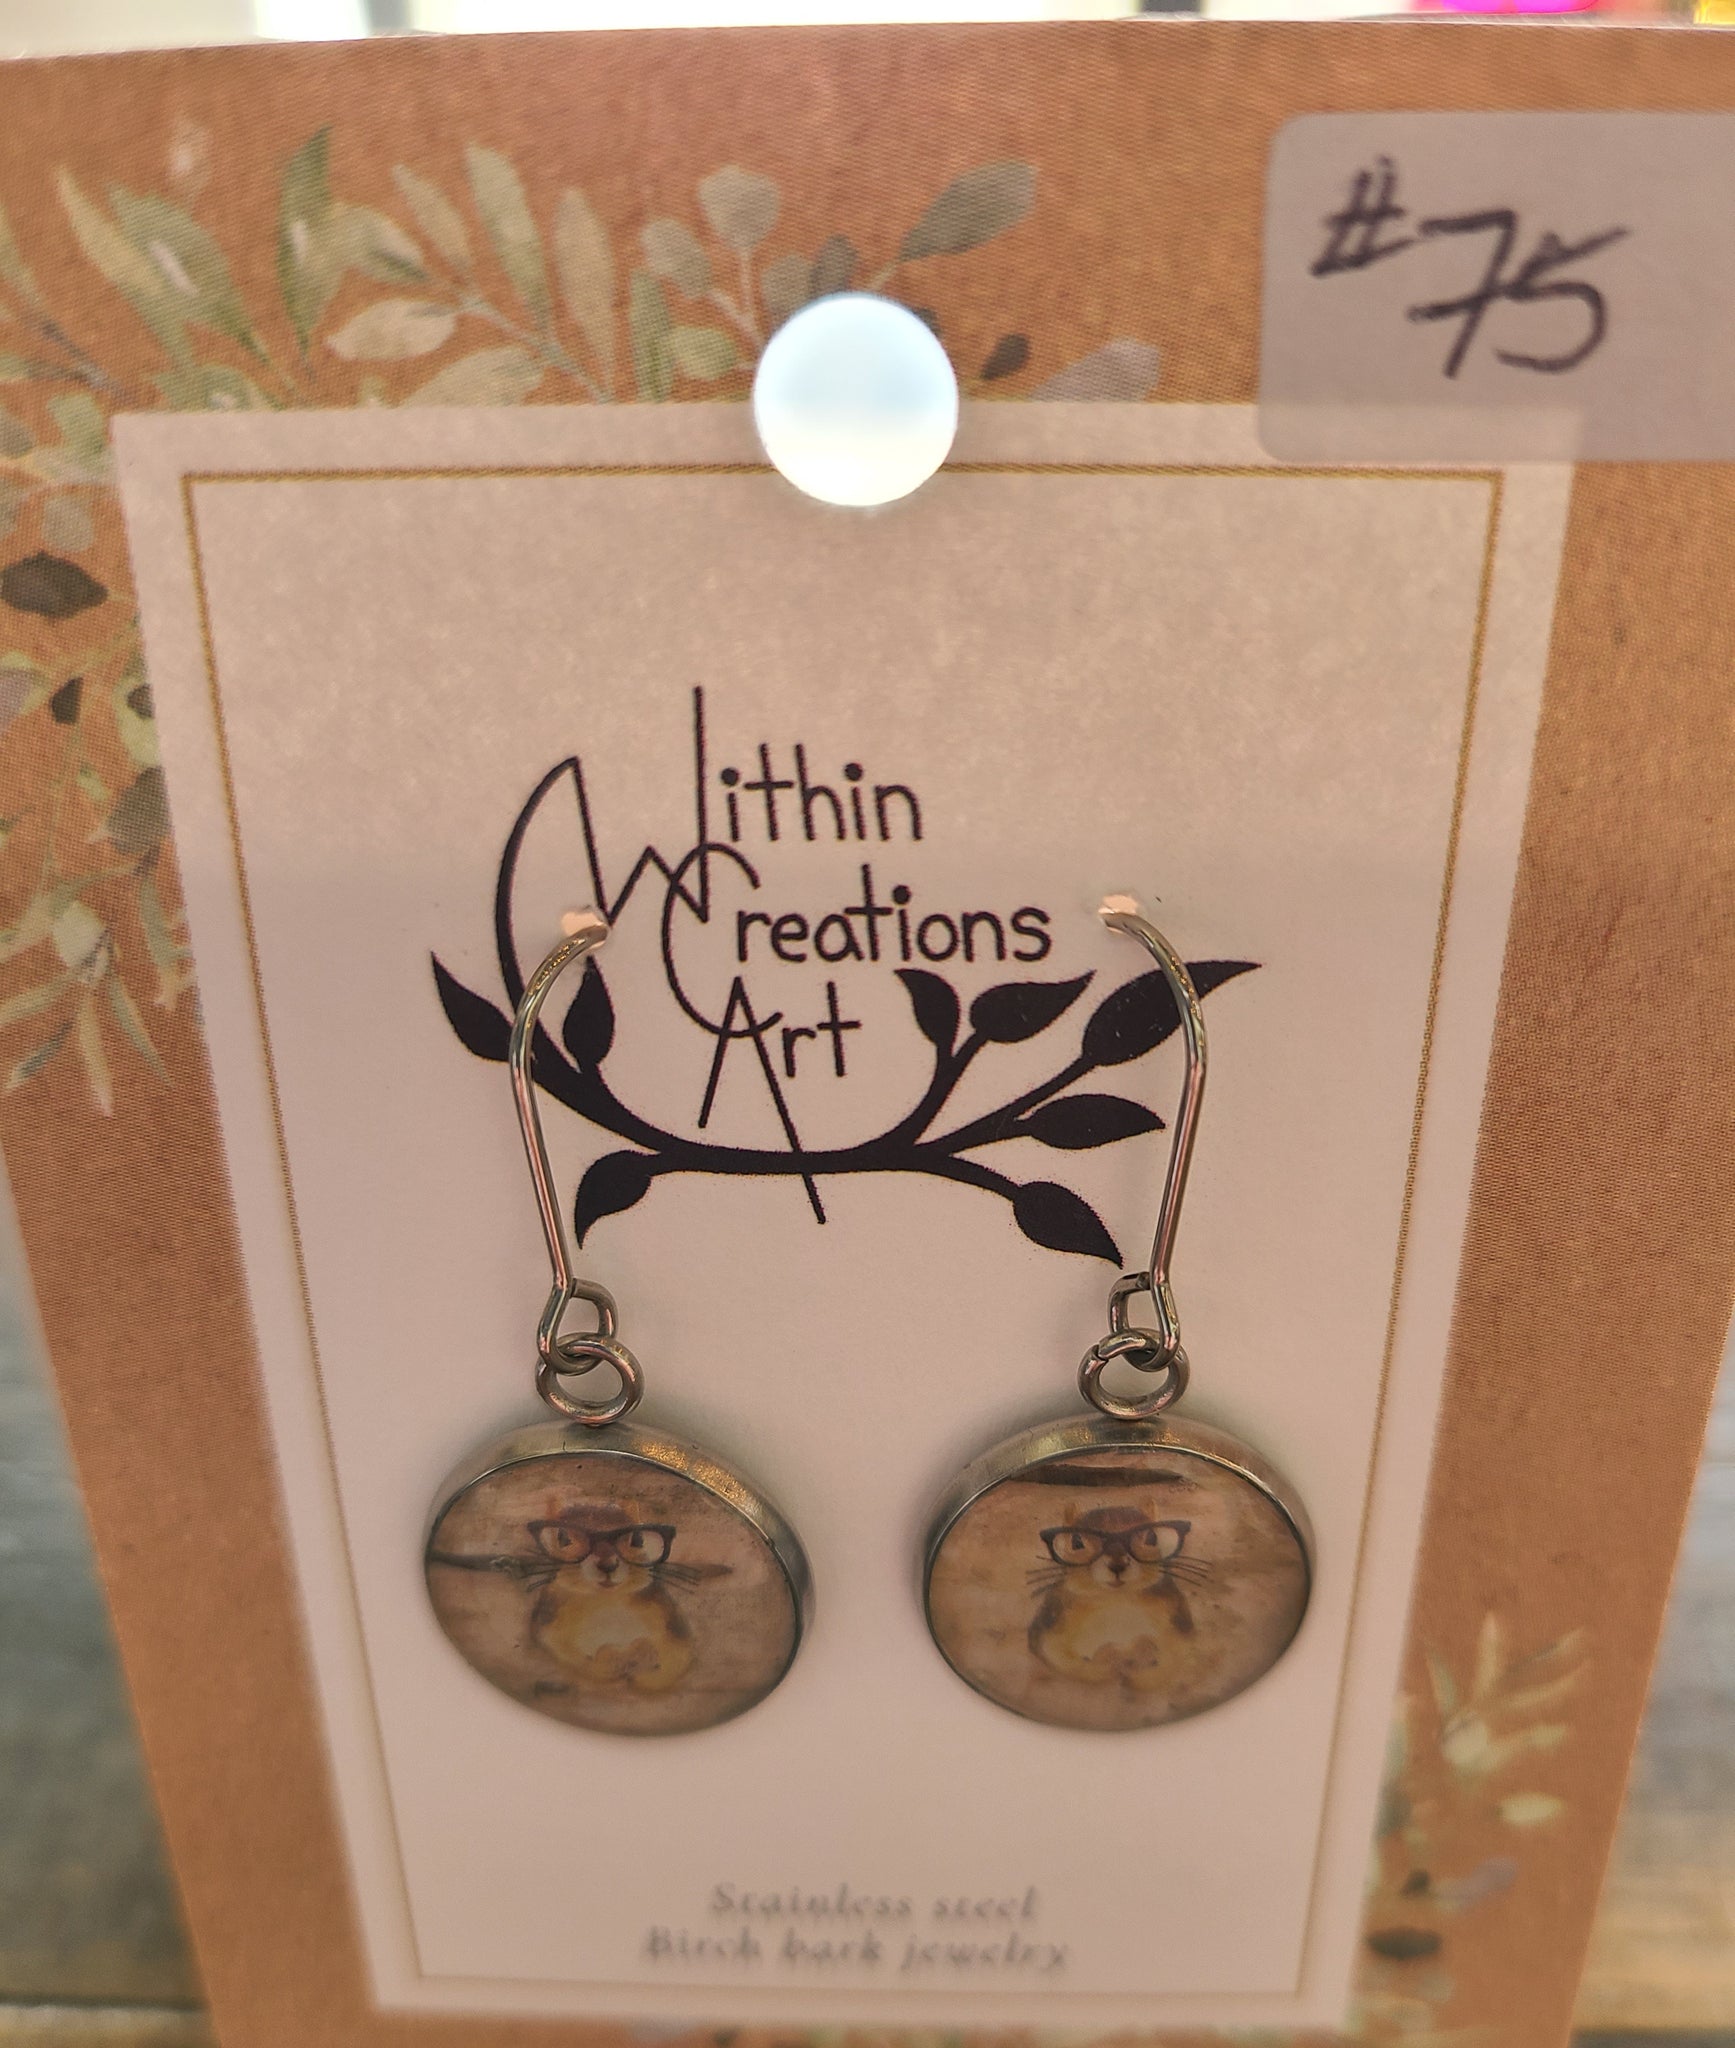 #75
Within
Creations
Art
Stainless steel
Birch bark jewelry